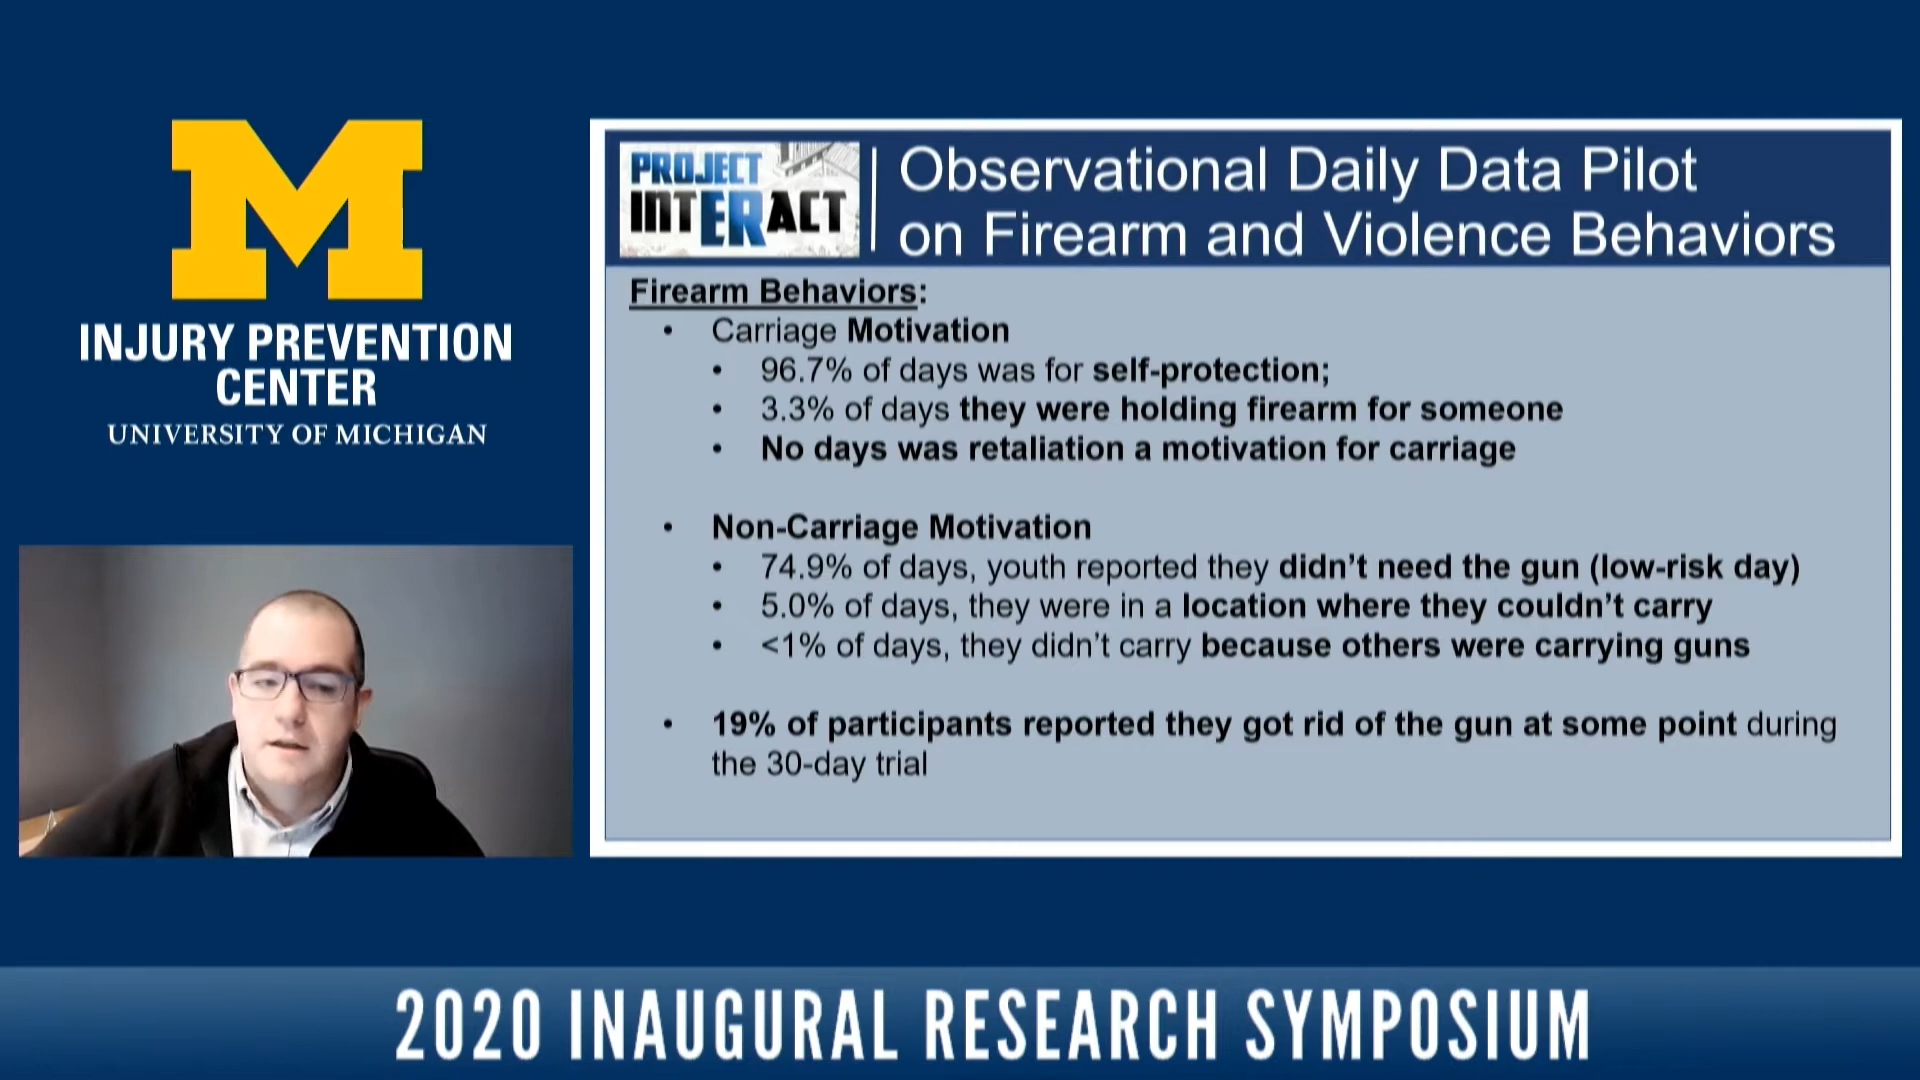 M
INJURY PREVENTION
CENTER
UNIVERSITY OF MICHIGAN
PROJECT
INTERACT
Observational Daily Data Pilot
on Firearm and Violence Behaviors
Firearm Behaviors:
• Carriage Motivation
• 96.7% of days was for self-protection;
• 3.3% of days they were holding firearm for someone
• No days was retaliation a motivation for carriage
• Non-Carriage Motivation
• 74.9% of days, youth reported they didn't need the gun (low-risk day)
• 5.0% of days, they were in a location where they couldn't carry
• <1% of days, they didn't carry because others were carrying guns
• 19% of participants reported they got rid of the gun at some point during
the 30-day trial
2020 INAUGURAL RESEARCH SYMPOSIUM